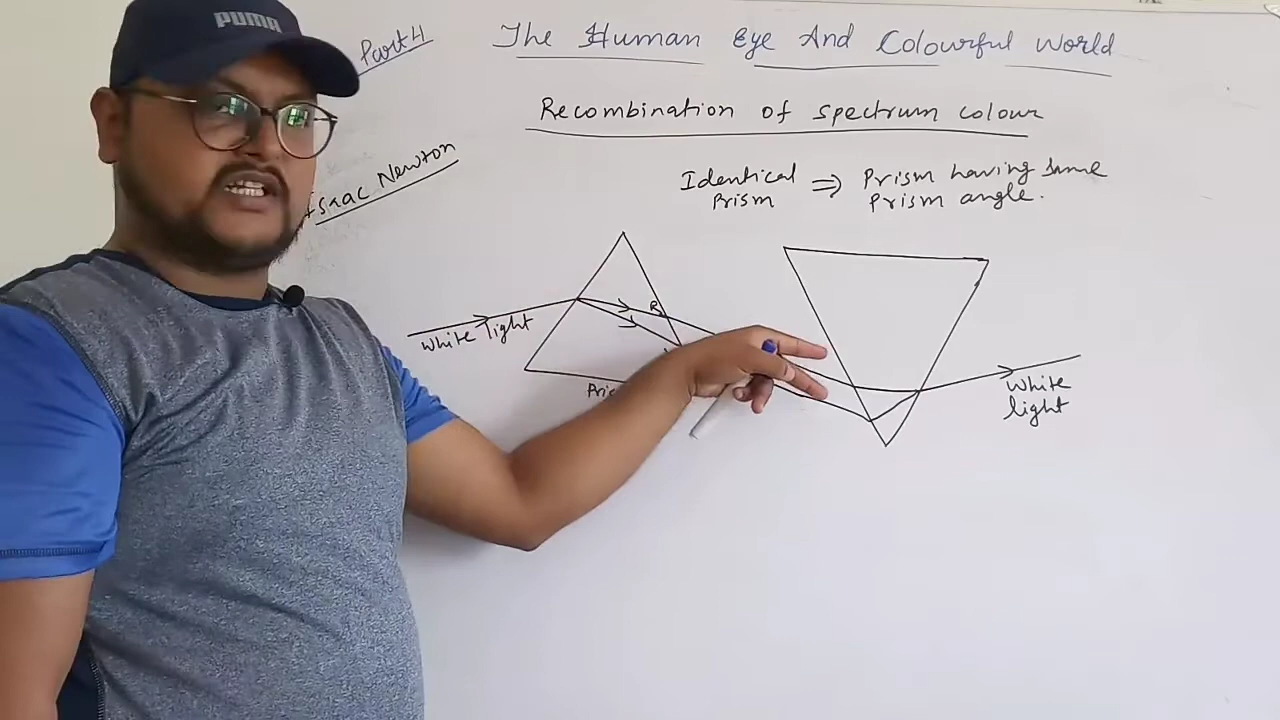 PUMA
Part 4
The Human Eye And Colourful World
Recombination of spectrum colour
Isaac Newton
Identical
Prism
⇒ Prism having same
Prism angle.
White light
R
White
light